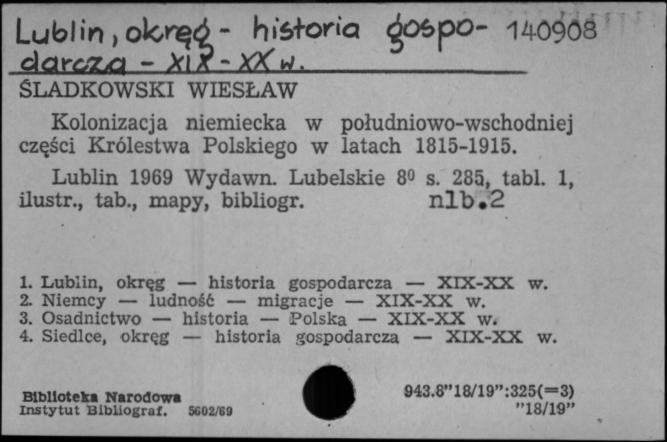 Lublin, okręg - historia gospo- 140908
darcza - XIX - XX w.
ŚLADKOWSKI WIESŁAW
Kolonizacja niemiecka w południowo-wschodniej
części Królestwa Polskiego w latach 1815-1915.
Lublin 1969 Wydawn. Lubelskie 8⁰ s. 285, tabl. 1,
ilustr., tab., mapy, bibliogr. nlb.2
1. Lublin, okręg — historia gospodarcza — XIX-XX w.
2. Niemcy — ludność — migracje — XIX-XX w.
3. Osadnictwo — historia — Polska — XIX-XX w.
4. Siedlce, okręg — historia gospodarcza — XIX-XX w.
Biblioteka Narodowa 943.8"18/19":325(=3)
Instytut Bibliograf. 5602/69 "18/19"